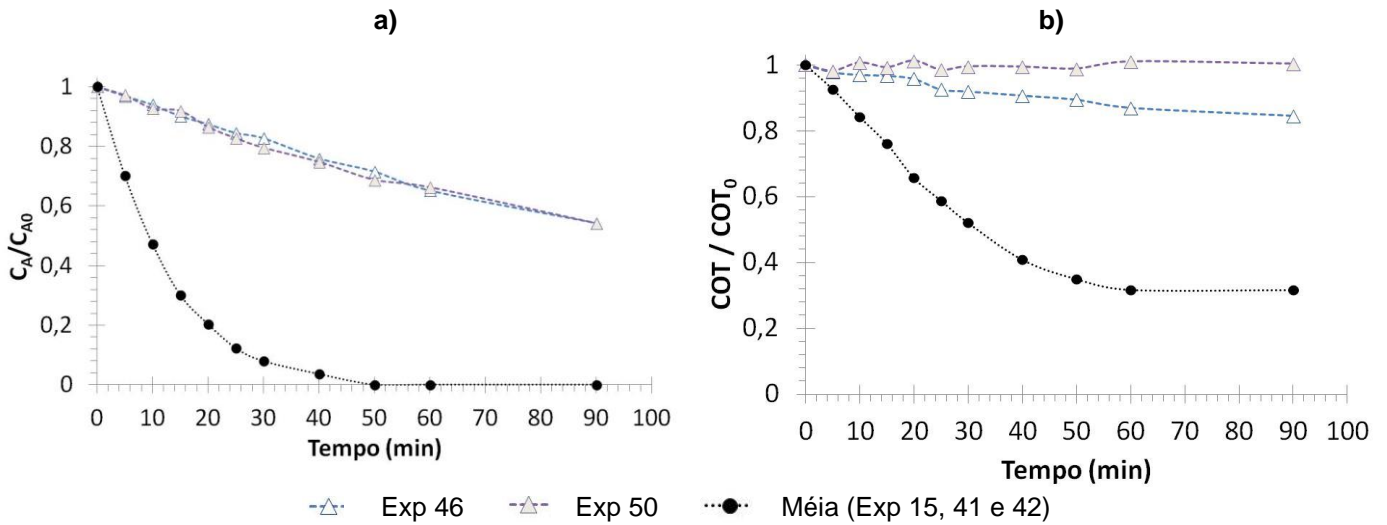 a)
1
0,8
0,6
0,4
0,2
0
C_A/C_A0
0 10 20 30 40 50 60 70 80 90 100
Tempo (min)
b)
1
0,8
0,6
0,4
0,2
0
COT / COT_0
0 10 20 30 40 50 60 70 80 90 100
Tempo (min)
Exp 46 Exp 50 Méia (Exp 15, 41 e 42)